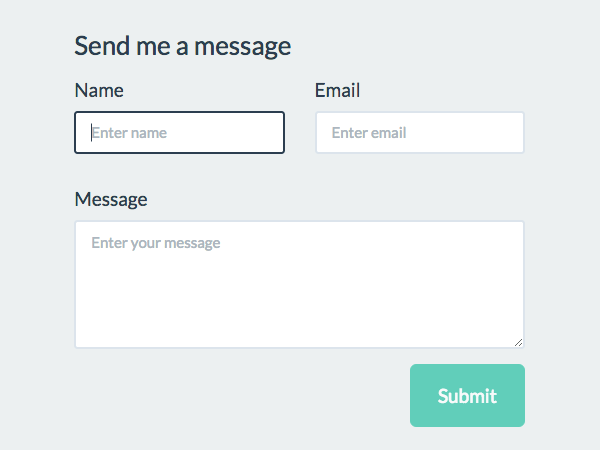 Send me a message
Name Email
Enter name Enter email
Message
Enter your message
Submit